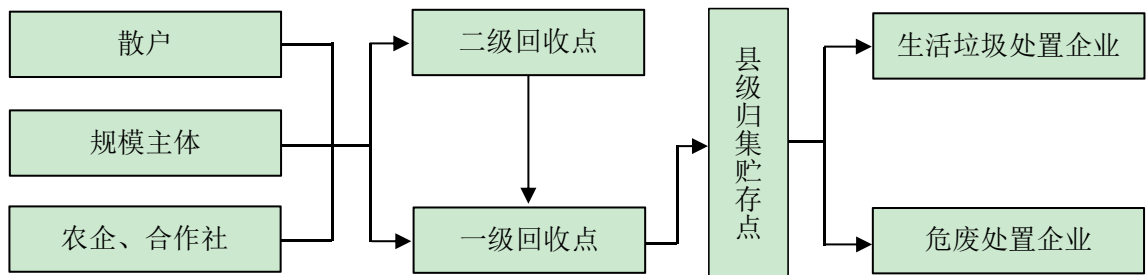 散户
规模主体
农企、合作社
二级回收点
一级回收点
县级归集贮存点
生活垃圾处置企业
危废处置企业